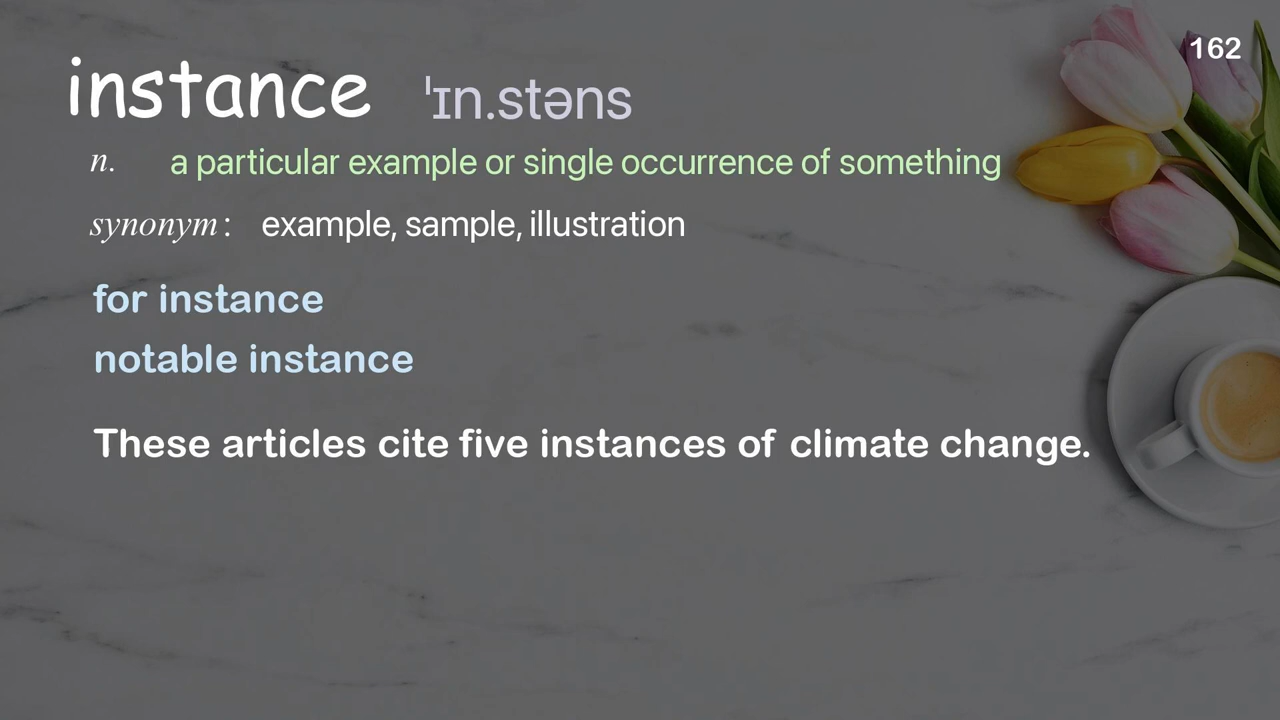 162
instance ˈɪn.stəns
n. a particular example or single occurrence of something
synonym: example, sample, illustration
for instance
notable instance
These articles cite five instances of climate change.